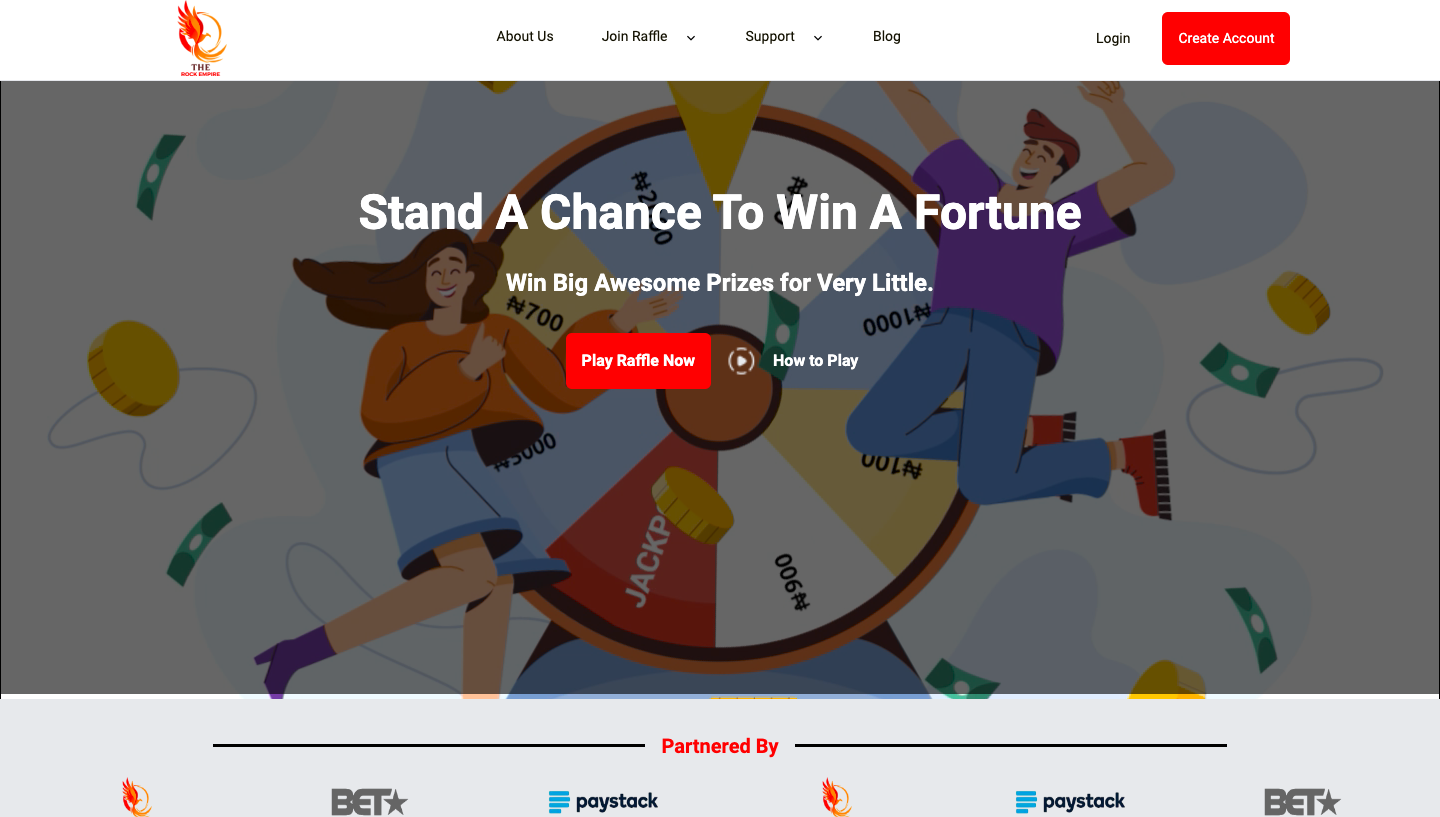 THE
ROCK EMPIRE
About Us
Join Raffle
Support
Blog
Login
Create Account
Stand A Chance To Win A Fortune
Win Big Awesome Prizes for Very Little.
Play Raffle Now
How to Play
₦700
₦1000
₦5000
₦100
JACKP
₦900
Partnered By
BET★
paystack
paystack
BET★